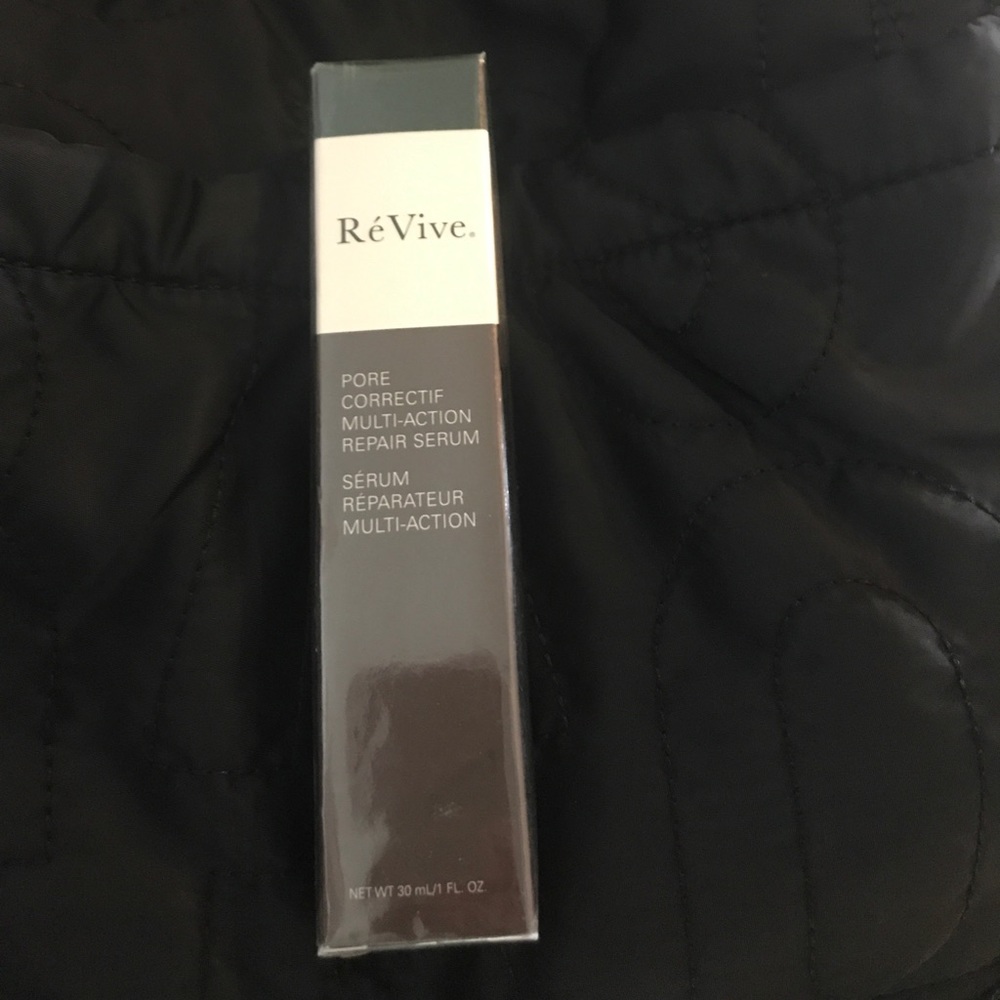 RéVive®
PORE
CORRECTIF
MULTI-ACTION
REPAIR SERUM
SÉRUM
RÉPARATEUR
MULTI-ACTION
NET WT 30 mL/1 FL. OZ.